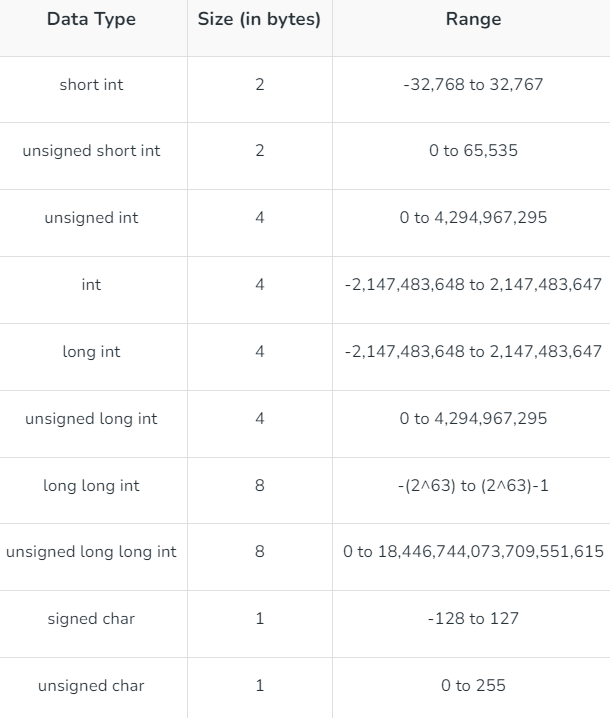 Data Type Size (in bytes) Range
short int 2 -32,768 to 32,767
unsigned short int 2 0 to 65,535
unsigned int 4 0 to 4,294,967,295
int 4 -2,147,483,648 to 2,147,483,647
long int 4 -2,147,483,648 to 2,147,483,647
unsigned long int 4 0 to 4,294,967,295
long long int 8 -(2^63) to (2^63)-1
unsigned long long int 8 0 to 18,446,744,073,709,551,615
signed char 1 -128 to 127
unsigned char 1 0 to 255